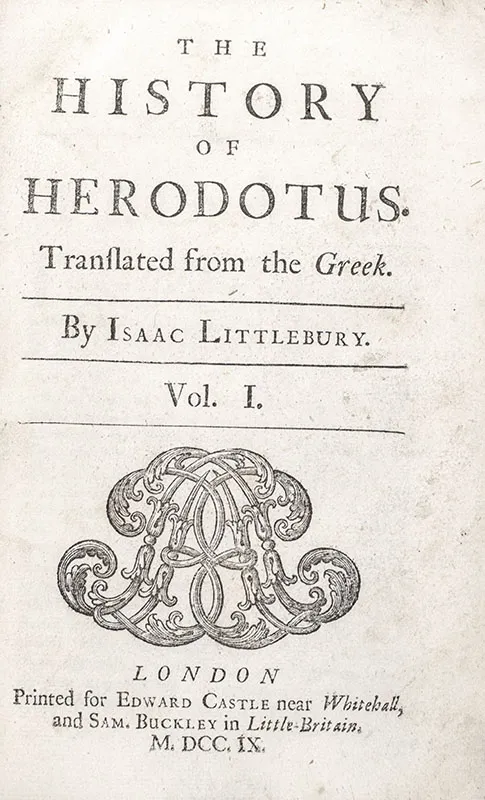 THE
HISTORY
OF
HERODOTUS.
Tranſlated from the Greek.
By ISAAC LITTLEBURY.
Vol. I.
LONDON
Printed for EDWARD CASTLE near Whitehall,
and SAM. BUCKLEY in Little-Britain.
M. DCC. IX.